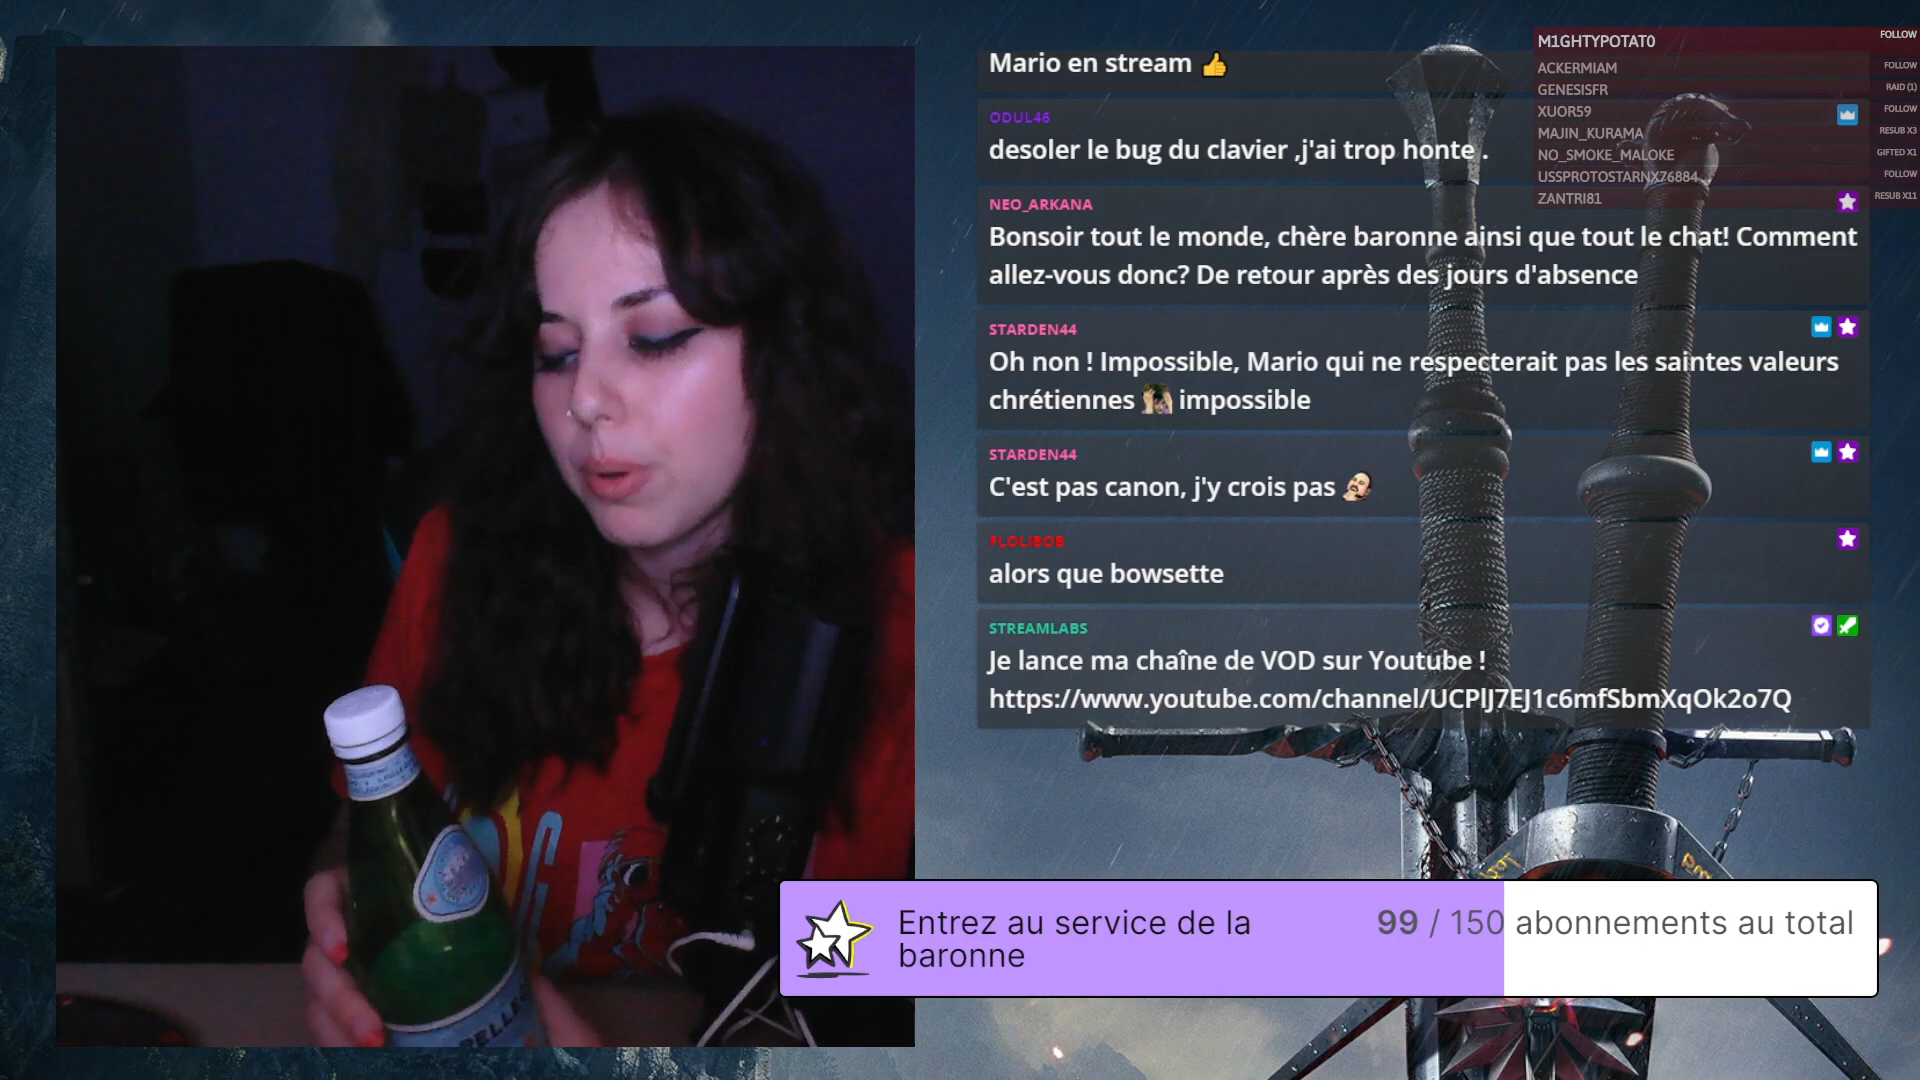 Mario en stream 👍
ODUL46
desoler le bug du clavier ,j'ai trop honte .
NEO_ARKANA
Bonsoir tout le monde, chère baronne ainsi que tout le chat! Comment
allez-vous donc? De retour après des jours d'absence
STARDEN44
Oh non ! Impossible, Mario qui ne respecterait pas les saintes valeurs
chrétiennes impossible
STARDEN44
C'est pas canon, j'y crois pas
FLOLIBOB
alors que bowsette
STREAMLABS
Je lance ma chaîne de VOD sur Youtube !
https://www.youtube.com/channel/UCPlJ7EJ1c6mfSbmXqOk2o7Q
M1GHTYPOTAT0 FOLLOW
ACKERMIAM FOLLOW
GENESISFR RAID (1)
XUOR59 FOLLOW
MAJIN_KURAMA RESUB X3
NO_SMOKE_MALOKE GIFTED X1
USSPROTOSTARNX76884 FOLLOW
ZANTRI81 RESUB X11
Entrez au service de la
baronne
99 / 150 abonnements au total